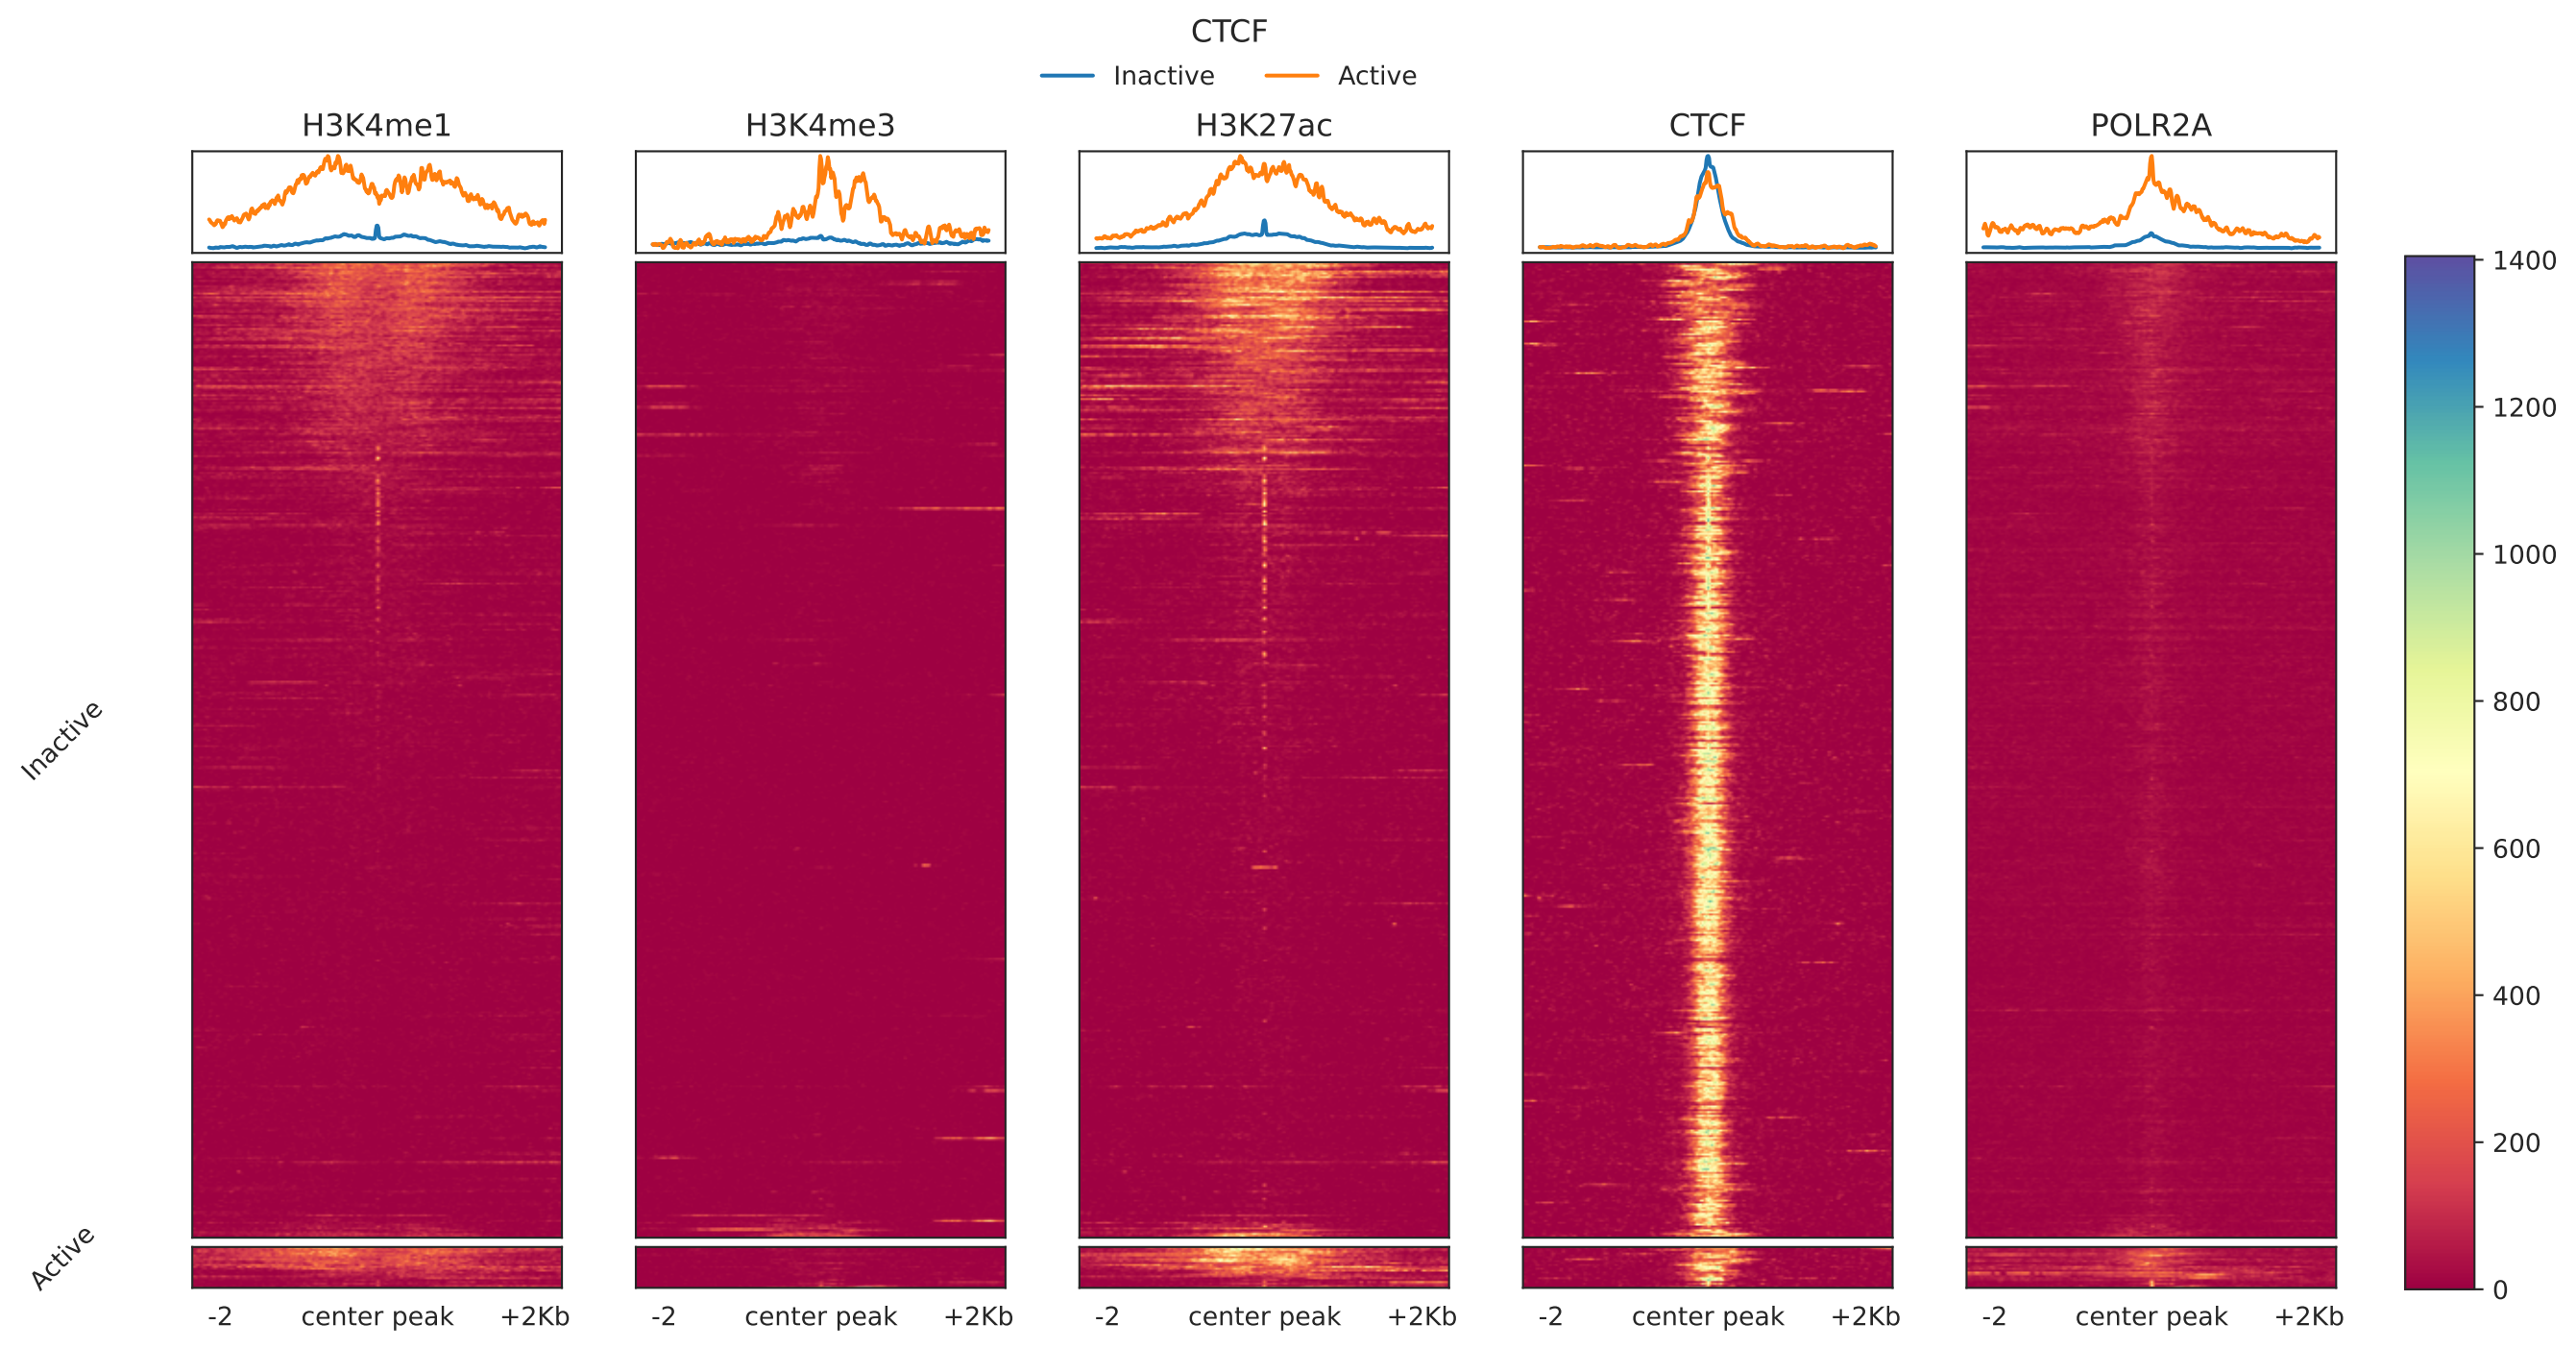 CTCF
Inactive Active
H3K4me1 H3K4me3 H3K27ac CTCF POLR2A
1400
1200
1000
800
600
400
200
0
Inactive
Active
-2 center peak +2Kb -2 center peak +2Kb -2 center peak +2Kb -2 center peak +2Kb -2 center peak +2Kb